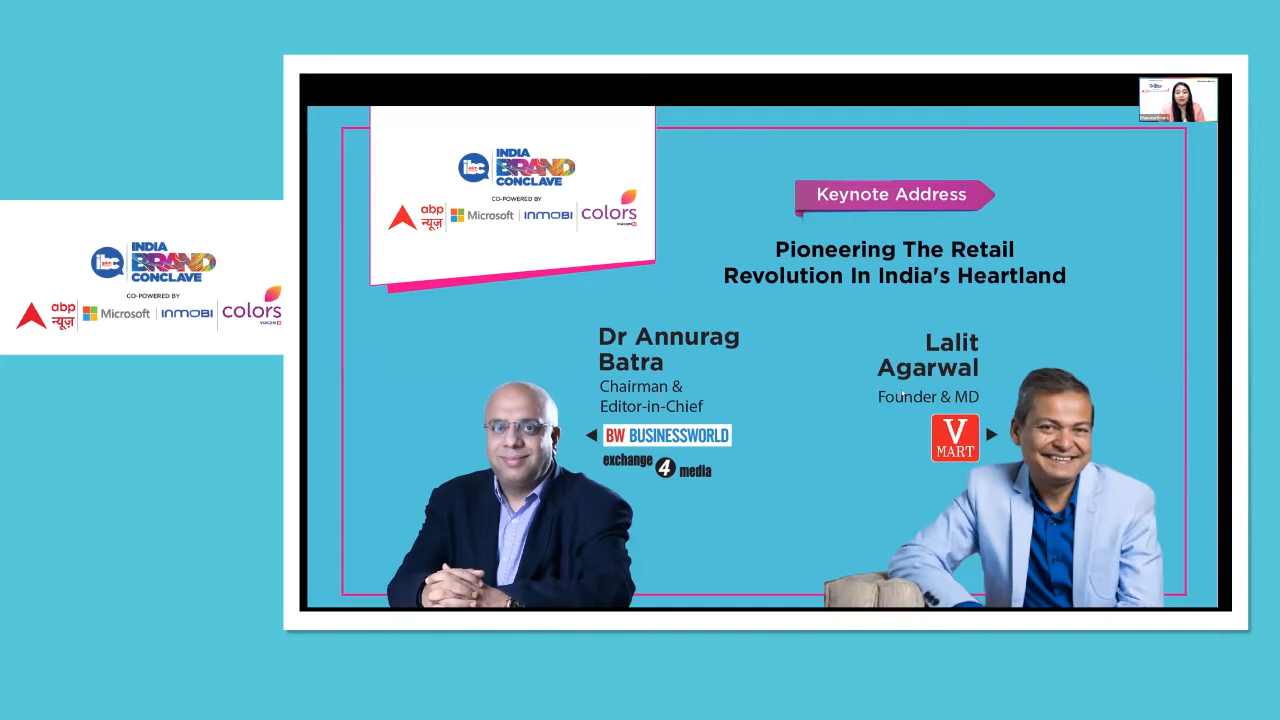 INDIA
BRAND
CONCLAVE
CO-POWERED BY
abp
न्यूज़
Microsoft
INMOBI
colors
VIACOM18
ibc
INDIA
BRAND
CONCLAVE
CO-POWERED BY
abp
न्यूज़
Microsoft
INMOBI
colors
Keynote Address
Pioneering The Retail
Revolution In India's Heartland
Dr Annurag
Batra
Chairman &
Editor-in-Chief
BW BUSINESSWORLD
exchange
4
media
Lalit
Agarwal
Founder & MD
V
MART